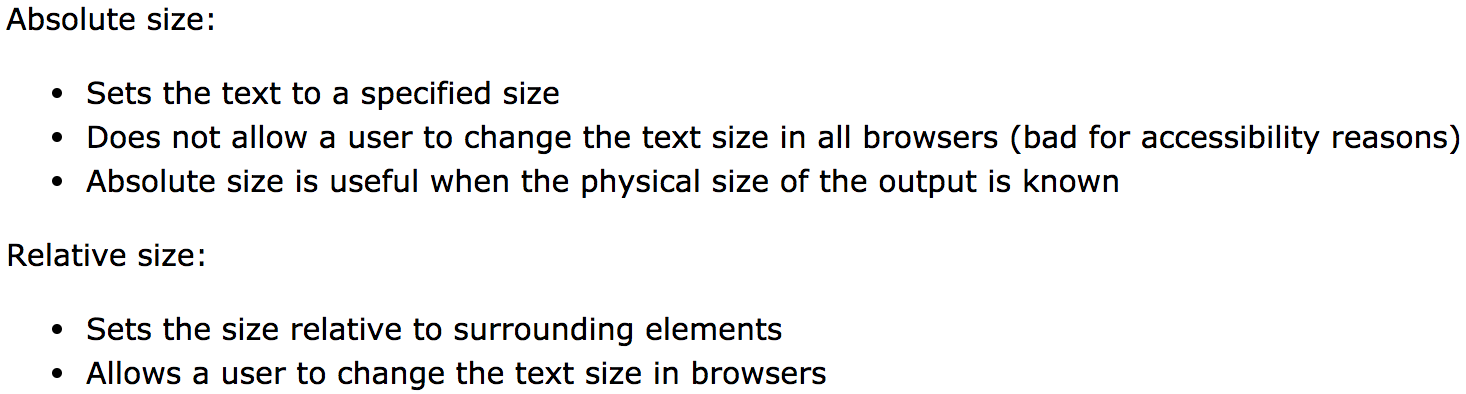 Absolute size:
• Sets the text to a specified size
• Does not allow a user to change the text size in all browsers (bad for accessibility reasons)
• Absolute size is useful when the physical size of the output is known
Relative size:
• Sets the size relative to surrounding elements
• Allows a user to change the text size in browsers